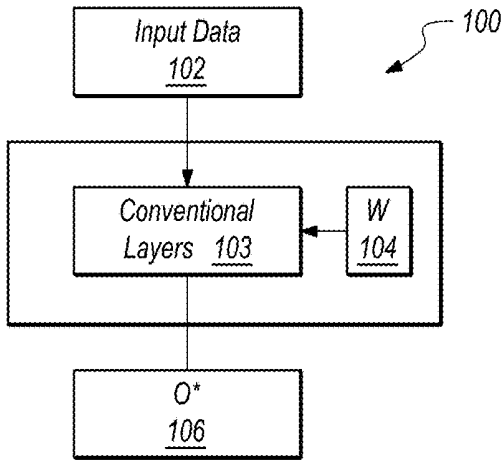 Input Data
102
100
Conventional
Layers 103
W
104
O*
106